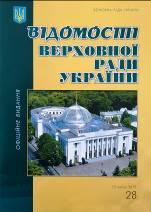 ВЕРХОВНА РАДА УКРАЇНИ
ВІДОМОСТІ
ВЕРХОВНОЇ
РАДИ
УКРАЇНИ
ОФІЦІЙНЕ ВИДАННЯ
28